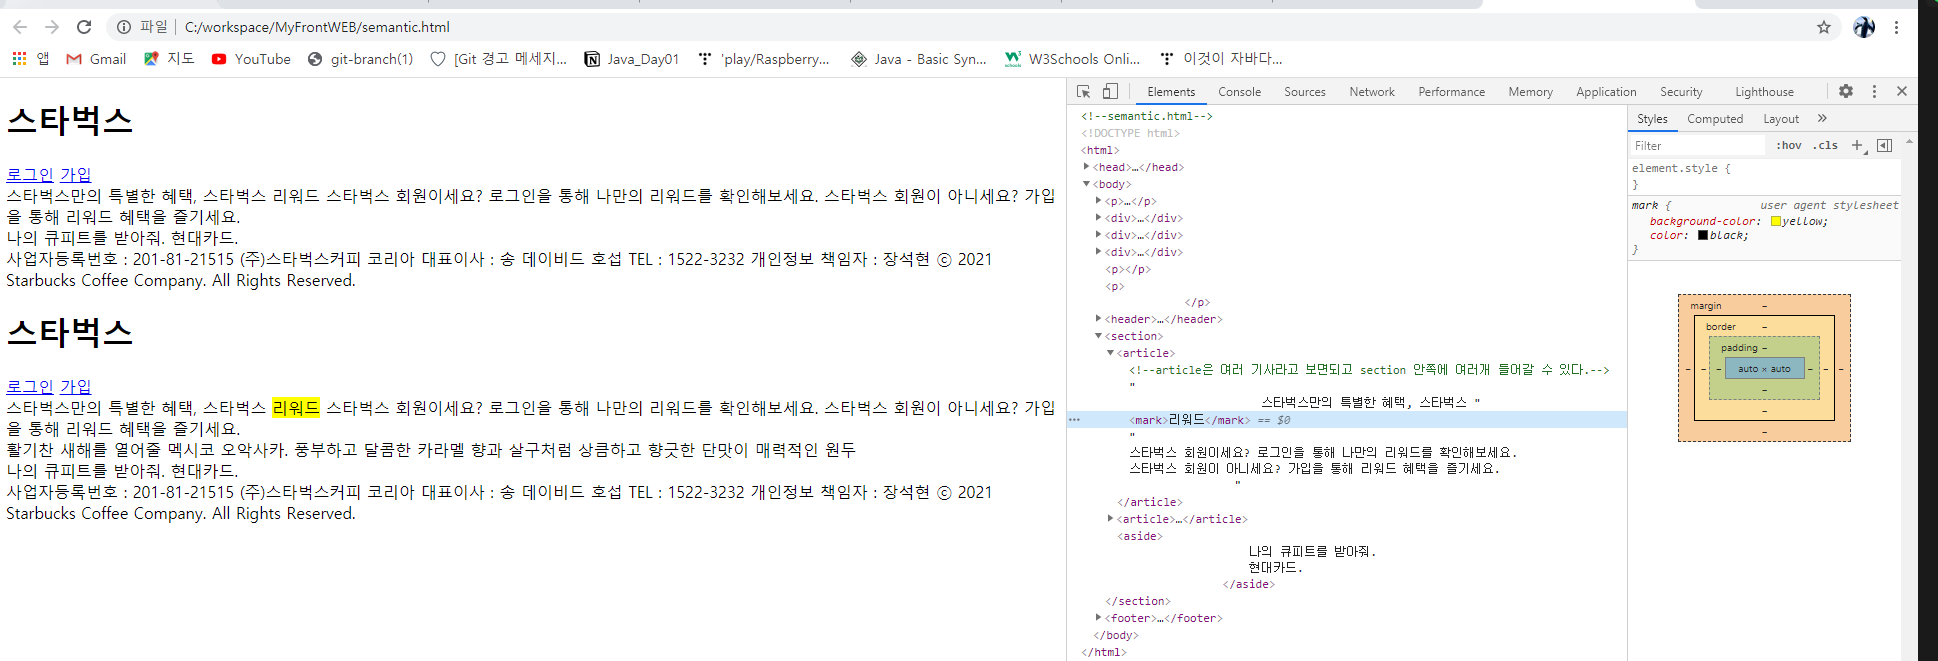 파일 C:/workspace/MyFrontWEB/semantic.html
앱 Gmail 지도 YouTube git-branch(1) [Git 경고 메세지... Java_Day01 'play/Raspberry... Java - Basic Syn... W3Schools Onli... 이것이 자바다...
스타벅스
로그인 가입
스타벅스만의 특별한 혜택, 스타벅스 리워드 스타벅스 회원이세요? 로그인을 통해 나만의 리워드를 확인해보세요. 스타벅스 회원이 아니세요? 가입
을 통해 리워드 혜택을 즐기세요.
나의 큐피트를 받아줘. 현대카드.
사업자등록번호 : 201-81-21515 (주)스타벅스커피 코리아 대표이사 : 송 데이비드 호섭 TEL : 1522-3232 개인정보 책임자 : 장석현 ⓒ 2021
Starbucks Coffee Company. All Rights Reserved.
스타벅스
로그인 가입
스타벅스만의 특별한 혜택, 스타벅스 리워드 스타벅스 회원이세요? 로그인을 통해 나만의 리워드를 확인해보세요. 스타벅스 회원이 아니세요? 가입
을 통해 리워드 혜택을 즐기세요.
활기찬 새해를 열어줄 멕시코 오악사카. 풍부하고 달콤한 카라멜 향과 살구처럼 상큼하고 향긋한 단맛이 매력적인 원두
나의 큐피트를 받아줘. 현대카드.
사업자등록번호 : 201-81-21515 (주)스타벅스커피 코리아 대표이사 : 송 데이비드 호섭 TEL : 1522-3232 개인정보 책임자 : 장석현 ⓒ 2021
Starbucks Coffee Company. All Rights Reserved.
Elements Console Sources Network Performance Memory Application Security Lighthouse
<!--semantic.html-->
<!DOCTYPE html>
<html>
<head>…</head>
<body>
<p>…</p>
<div>…</div>
<div>…</div>
<div>…</div>
<p></p>
<p>
</p>
<header>…</header>
<section>
<article>
<!--article은 여러 기사라고 보면되고 section 안쪽에 여러개 들어갈 수 있다.-->
"
스타벅스만의 특별한 혜택, 스타벅스 "
<mark>리워드</mark> == $0
"
스타벅스 회원이세요? 로그인을 통해 나만의 리워드를 확인해보세요.
스타벅스 회원이 아니세요? 가입을 통해 리워드 혜택을 즐기세요.
"
</article>
<article>…</article>
<aside>
나의 큐피트를 받아줘.
현대카드.
</aside>
</section>
<footer>…</footer>
</body>
</html>
Styles Computed Layout »
Filter :hov .cls +
element.style {
}
mark { user agent stylesheet
background-color: yellow;
color: black;
}
margin –
border –
padding –
– – – auto × auto – – –
–
–
–